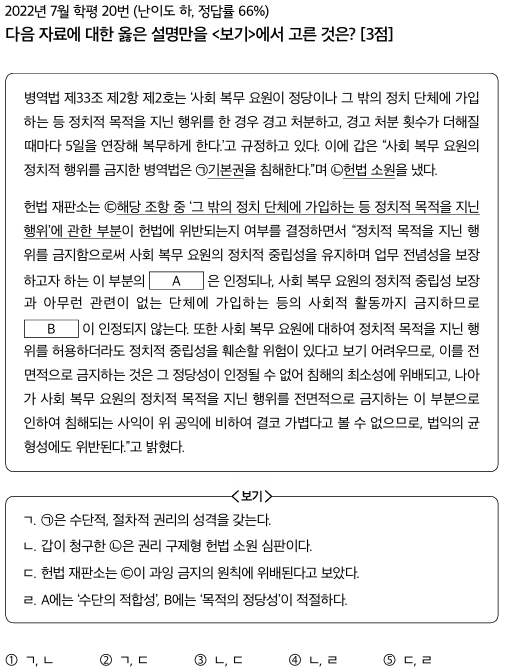 2022년 7월 학평 20번 (난이도 하, 정답률 66%)
다음 자료에 대한 옳은 설명만을 <보기>에서 고른 것은? [3점]
병역법 제33조 제2항 제2호는 ‘사회 복무 요원이 정당이나 그 밖의 정치 단체에 가입
하는 등 정치적 목적을 지닌 행위를 한 경우 경고 처분하고, 경고 처분 횟수가 더해질
때마다 5일을 연장해 복무하게 한다.’고 규정하고 있다. 이에 갑은 “사회 복무 요원의
정치적 행위를 금지한 병역법은 ㉠기본권을 침해한다.”며 ㉡헌법 소원을 냈다.
헌법 재판소는 ㉢해당 조항 중 ‘그 밖의 정치 단체에 가입하는 등 정치적 목적을 지닌
행위’에 관한 부분이 헌법에 위반되는지 여부를 결정하면서 “정치적 목적을 지닌 행
위를 금지함으로써 사회 복무 요원의 정치적 중립성을 유지하며 업무 전념성을 보장
하고자 하는 이 부분의 A 은 인정되나, 사회 복무 요원의 정치적 중립성 보장
과 아무런 관련이 없는 단체에 가입하는 등의 사회적 활동까지 금지하므로
B 이 인정되지 않는다. 또한 사회 복무 요원에 대하여 정치적 목적을 지닌 행
위를 허용하더라도 정치적 중립성을 훼손할 위험이 있다고 보기 어려우므로, 이를 전
면적으로 금지하는 것은 그 정당성이 인정될 수 없어 침해의 최소성에 위배되고, 나아
가 사회 복무 요원의 정치적 목적을 지닌 행위를 전면적으로 금지하는 이 부분으로
인하여 침해되는 사익이 위 공익에 비하여 결코 가볍다고 볼 수 없으므로, 법익의 균
형성에도 위반된다.”고 밝혔다.
<보기>
ㄱ. ㉠은 수단적, 절차적 권리의 성격을 갖는다.
ㄴ. 갑이 청구한 ㉡은 권리 구제형 헌법 소원 심판이다.
ㄷ. 헌법 재판소는 ㉢이 과잉 금지의 원칙에 위배된다고 보았다.
ㄹ. A에는 ‘수단의 적합성’, B에는 ‘목적의 정당성’이 적절하다.
① ㄱ, ㄴ ② ㄱ, ㄷ ③ ㄴ, ㄷ ④ ㄴ, ㄹ ⑤ ㄷ, ㄹ